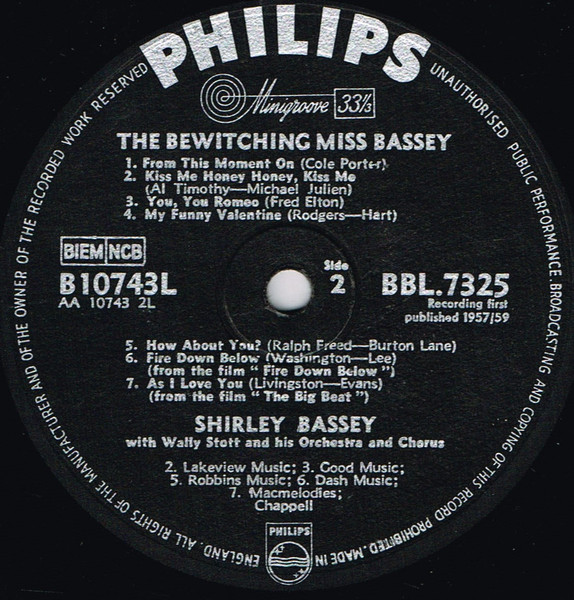 PHILIPS
Minigroove 33⅓
THE BEWITCHING MISS BASSEY
1. From This Moment On (Cole Porter)
2. Kiss Me Honey Honey, Kiss Me
(Al Timothy—Michael Julien)
3. You, You Romeo (Fred Elton)
4. My Funny Valentine (Rodgers—Hart)
BIEM NCB
B10743L
AA 10743 2L
Side
2
BBL.7325
Recording first
published 1957/59
5. How About You? (Ralph Freed—Burton Lane)
6. Fire Down Below (Washington—Lee)
(from the film " Fire Down Below ")
7. As I Love You (Livingston—Evans)
(from the film " The Big Beat ")
SHIRLEY BASSEY
with Wally Stott and his Orchestra and Chorus
2. Lakeview Music; 3. Good Music;
5. Robbins Music; 6. Dash Music;
7. Macmelodies;
Chappell
PHILIPS
ALL RIGHTS OF THE MANUFACTURER AND OF THE OWNER OF THE RECORDED WORK RESERVED
UNAUTHORISED PUBLIC PERFORMANCE, BROADCASTING AND COPYING OF THIS RECORD PROHIBITED. MADE IN ENGLAND.